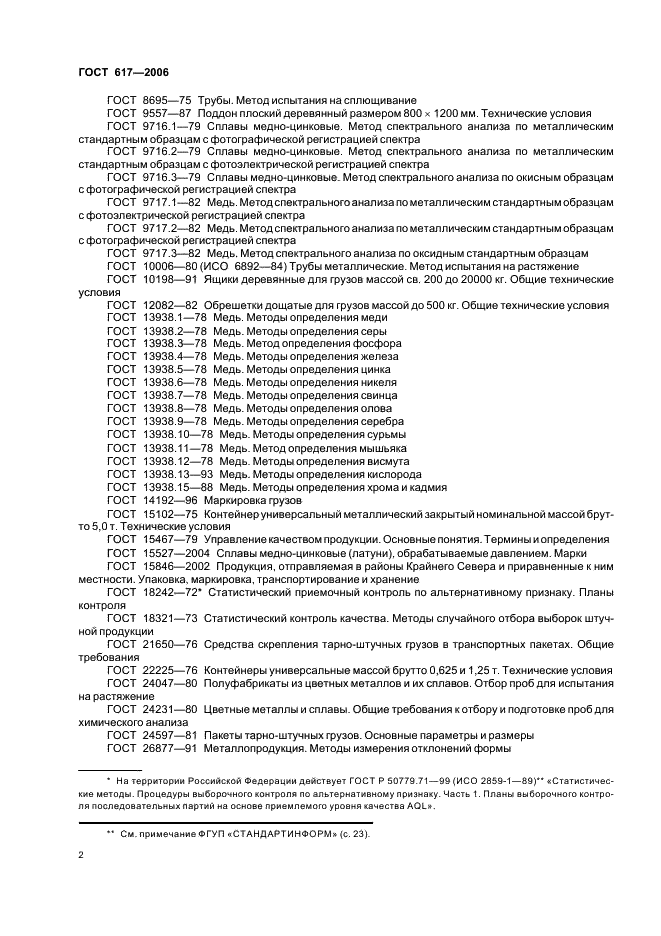 ГОСТ 617—2006
ГОСТ 8695—75 Трубы. Метод испытания на сплющивание
ГОСТ 9557—87 Поддон плоский деревянный размером 800 × 1200 мм. Технические условия
ГОСТ 9716.1—79 Сплавы медно-цинковые. Метод спектрального анализа по металлическим
стандартным образцам с фотографической регистрацией спектра
ГОСТ 9716.2—79 Сплавы медно-цинковые. Метод спектрального анализа по металлическим
стандартным образцам с фотоэлектрической регистрацией спектра
ГОСТ 9716.3—79 Сплавы медно-цинковые. Метод спектрального анализа по окисным образцам
с фотографической регистрацией спектра
ГОСТ 9717.1—82 Медь. Метод спектрального анализа по металлическим стандартным образцам
с фотоэлектрической регистрацией спектра
ГОСТ 9717.2—82 Медь. Метод спектрального анализа по металлическим стандартным образцам
с фотографической регистрацией спектра
ГОСТ 9717.3—82 Медь. Метод спектрального анализа по оксидным стандартным образцам
ГОСТ 10006—80 (ИСО 6892—84) Трубы металлические. Метод испытания на растяжение
ГОСТ 10198—91 Ящики деревянные для грузов массой св. 200 до 20000 кг. Общие технические
условия
ГОСТ 12082—82 Обрешетки дощатые для грузов массой до 500 кг. Общие технические условия
ГОСТ 13938.1—78 Медь. Методы определения меди
ГОСТ 13938.2—78 Медь. Методы определения серы
ГОСТ 13938.3—78 Медь. Метод определения фосфора
ГОСТ 13938.4—78 Медь. Методы определения железа
ГОСТ 13938.5—78 Медь. Методы определения цинка
ГОСТ 13938.6—78 Медь. Методы определения никеля
ГОСТ 13938.7—78 Медь. Методы определения свинца
ГОСТ 13938.8—78 Медь. Методы определения олова
ГОСТ 13938.9—78 Медь. Методы определения серебра
ГОСТ 13938.10—78 Медь. Методы определения сурьмы
ГОСТ 13938.11—78 Медь. Метод определения мышьяка
ГОСТ 13938.12—78 Медь. Методы определения висмута
ГОСТ 13938.13—93 Медь. Методы определения кислорода
ГОСТ 13938.15—88 Медь. Методы определения хрома и кадмия
ГОСТ 14192—96 Маркировка грузов
ГОСТ 15102—75 Контейнер универсальный металлический закрытый номинальной массой брут-
то 5,0 т. Технические условия
ГОСТ 15467—79 Управление качеством продукции. Основные понятия. Термины и определения
ГОСТ 15527—2004 Сплавы медно-цинковые (латуни), обрабатываемые давлением. Марки
ГОСТ 15846—2002 Продукция, отправляемая в районы Крайнего Севера и приравненные к ним
местности. Упаковка, маркировка, транспортирование и хранение
ГОСТ 18242—72* Статистический приемочный контроль по альтернативному признаку. Планы
контроля
ГОСТ 18321—73 Статистический контроль качества. Методы случайного отбора выборок штуч-
ной продукции
ГОСТ 21650—76 Средства скрепления тарно-штучных грузов в транспортных пакетах. Общие
требования
ГОСТ 22225—76 Контейнеры универсальные массой брутто 0,625 и 1,25 т. Технические условия
ГОСТ 24047—80 Полуфабрикаты из цветных металлов и их сплавов. Отбор проб для испытания
на растяжение
ГОСТ 24231—80 Цветные металлы и сплавы. Общие требования к отбору и подготовке проб для
химического анализа
ГОСТ 24597—81 Пакеты тарно-штучных грузов. Основные параметры и размеры
ГОСТ 26877—91 Металлопродукция. Методы измерения отклонений формы
* На территории Российской Федерации действует ГОСТ Р 50779.71—99 (ИСО 2859-1—89)** «Статистичес-
кие методы. Процедуры выборочного контроля по альтернативному признаку. Часть 1. Планы выборочного контро-
ля последовательных партий на основе приемлемого уровня качества AQL».
** См. примечание ФГУП «СТАНДАРТИНФОРМ» (с. 23).
2